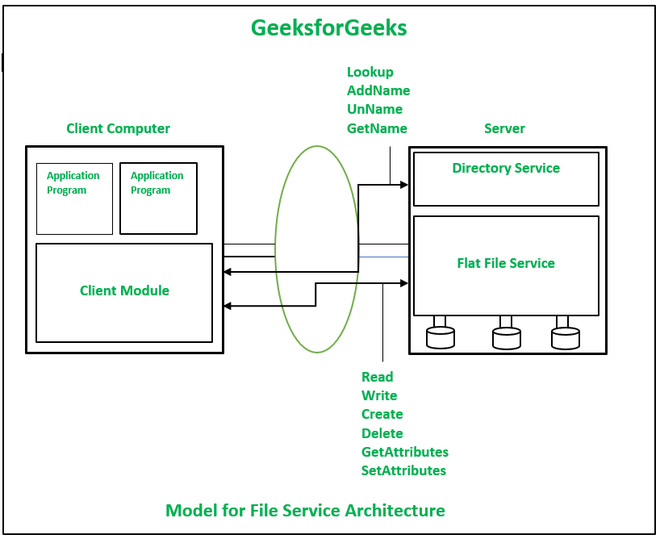 GeeksforGeeks
Lookup
AddName
UnName
GetName
Client Computer
Server
Application
Program
Application
Program
Directory Service
Client Module
Flat File Service
Read
Write
Create
Delete
GetAttributes
SetAttributes
Model for File Service Architecture